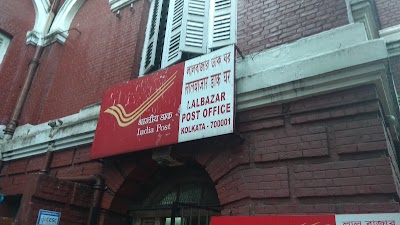 লালবাজার ডাক ঘর
लालबाज़ार डाक घर
LALBAZAR
POST OFFICE
KOLKATA - 700001
भारतीय डाक
India Post
लाल बाजार